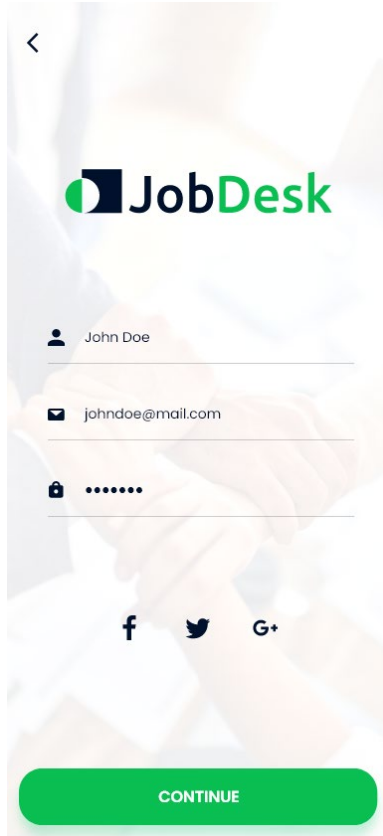 JobDesk
John Doe
johndoe@mail.com
•••••••
G+
CONTINUE